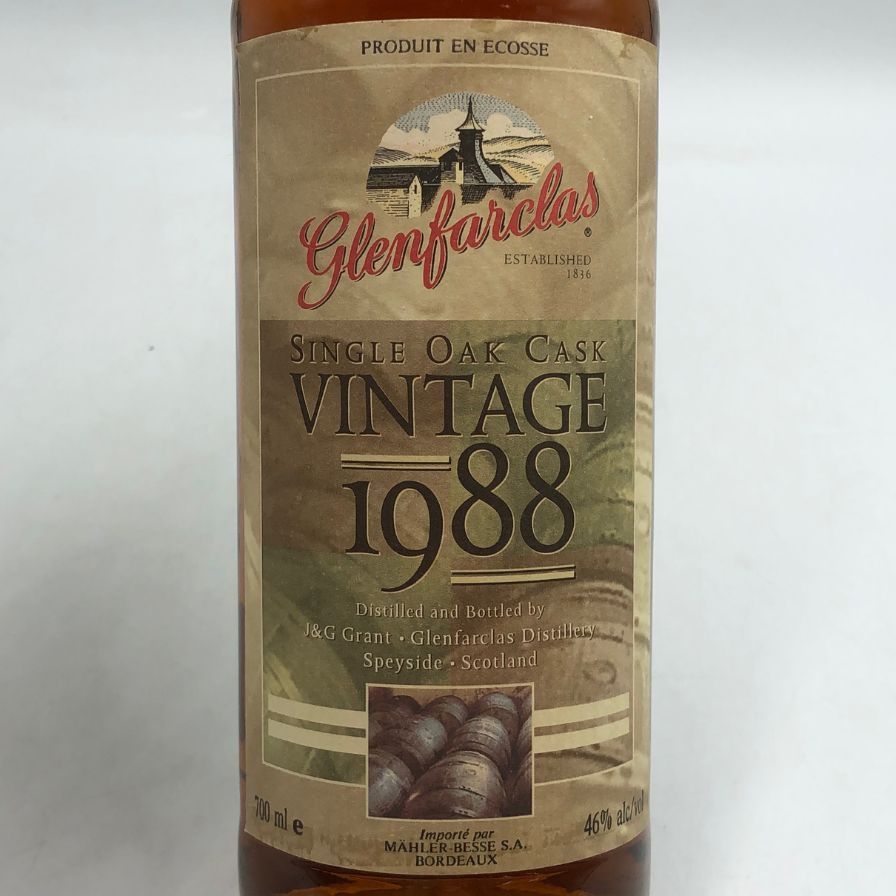 PRODUIT EN ECOSSE
Glenfarclas ®
ESTABLISHED
1836
SINGLE OAK CASK
VINTAGE
1988
Distilled and Bottled by
J&G Grant • Glenfarclas Distillery
Speyside • Scotland
700 ml e
46% alc/vol
Importé par
MÄHLER-BESSE S.A.
BORDEAUX